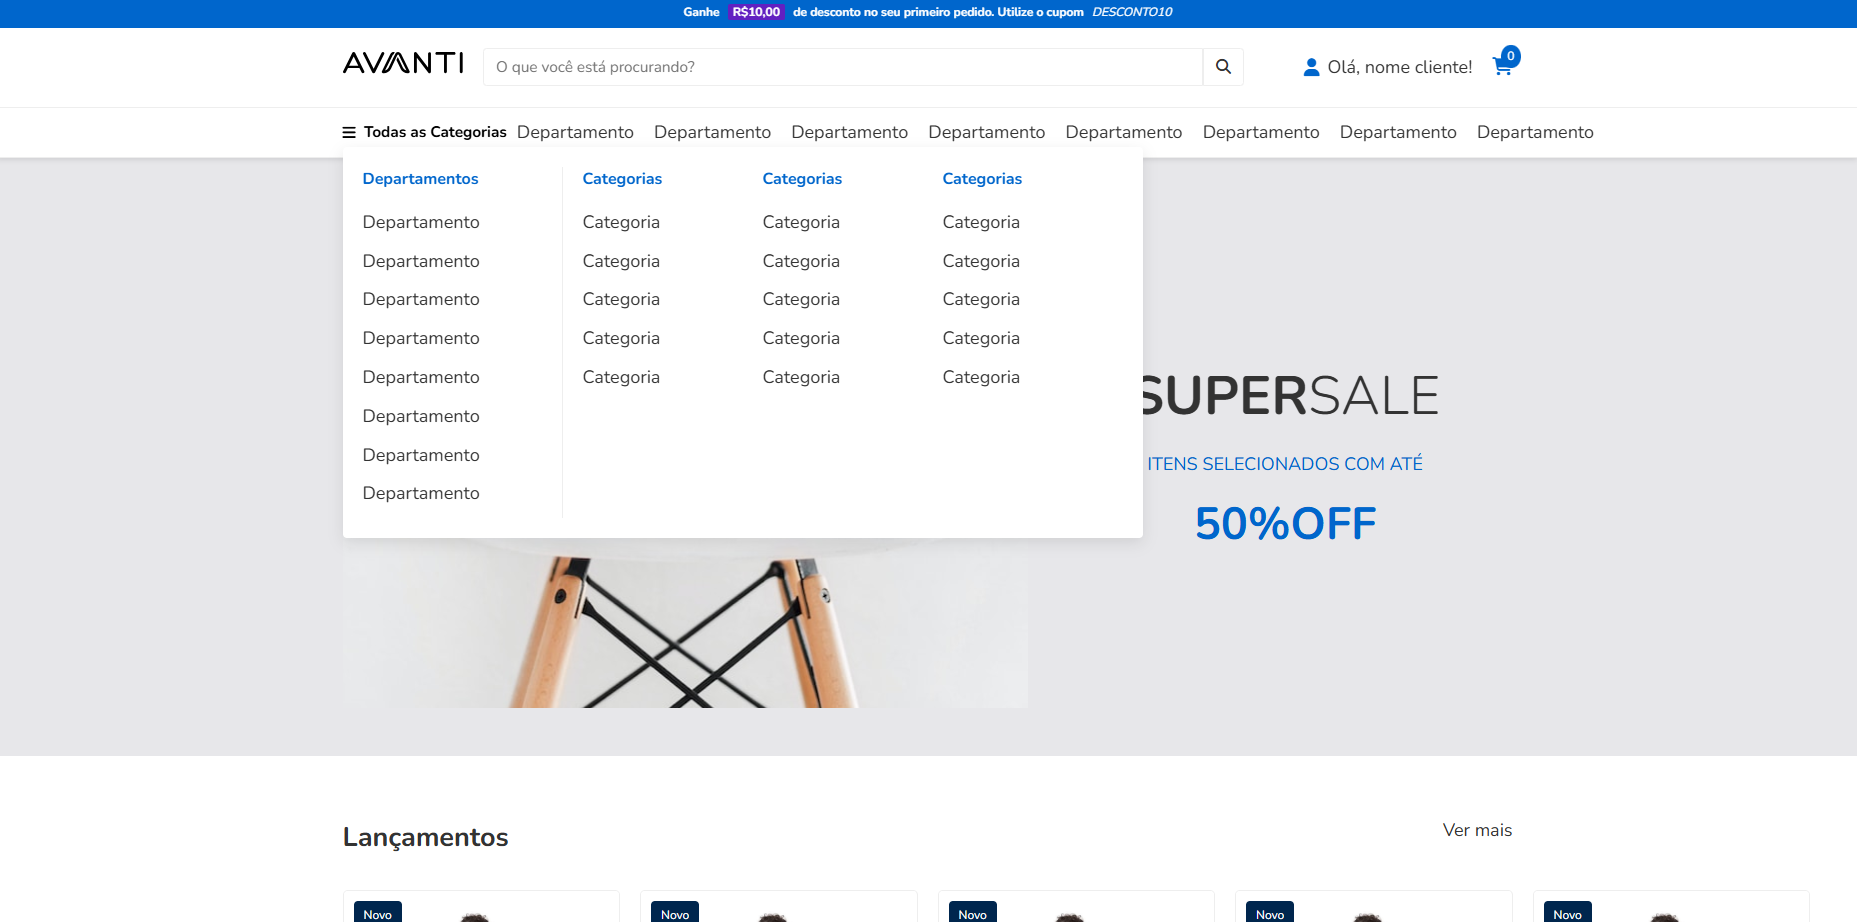 Ganhe R$10,00 de desconto no seu primeiro pedido. Utilize o cupom DESCONTO10
AVANTI
O que você está procurando?
Olá, nome cliente!
0
Todas as Categorias Departamento Departamento Departamento Departamento Departamento Departamento Departamento Departamento
Departamentos
Departamento
Departamento
Departamento
Departamento
Departamento
Departamento
Departamento
Departamento
Categorias
Categoria
Categoria
Categoria
Categoria
Categoria
Categorias
Categoria
Categoria
Categoria
Categoria
Categoria
Categorias
Categoria
Categoria
Categoria
Categoria
Categoria
SUPERSALE
ITENS SELECIONADOS COM ATÉ
50%OFF
Lançamentos
Ver mais
Novo
Novo
Novo
Novo
Novo